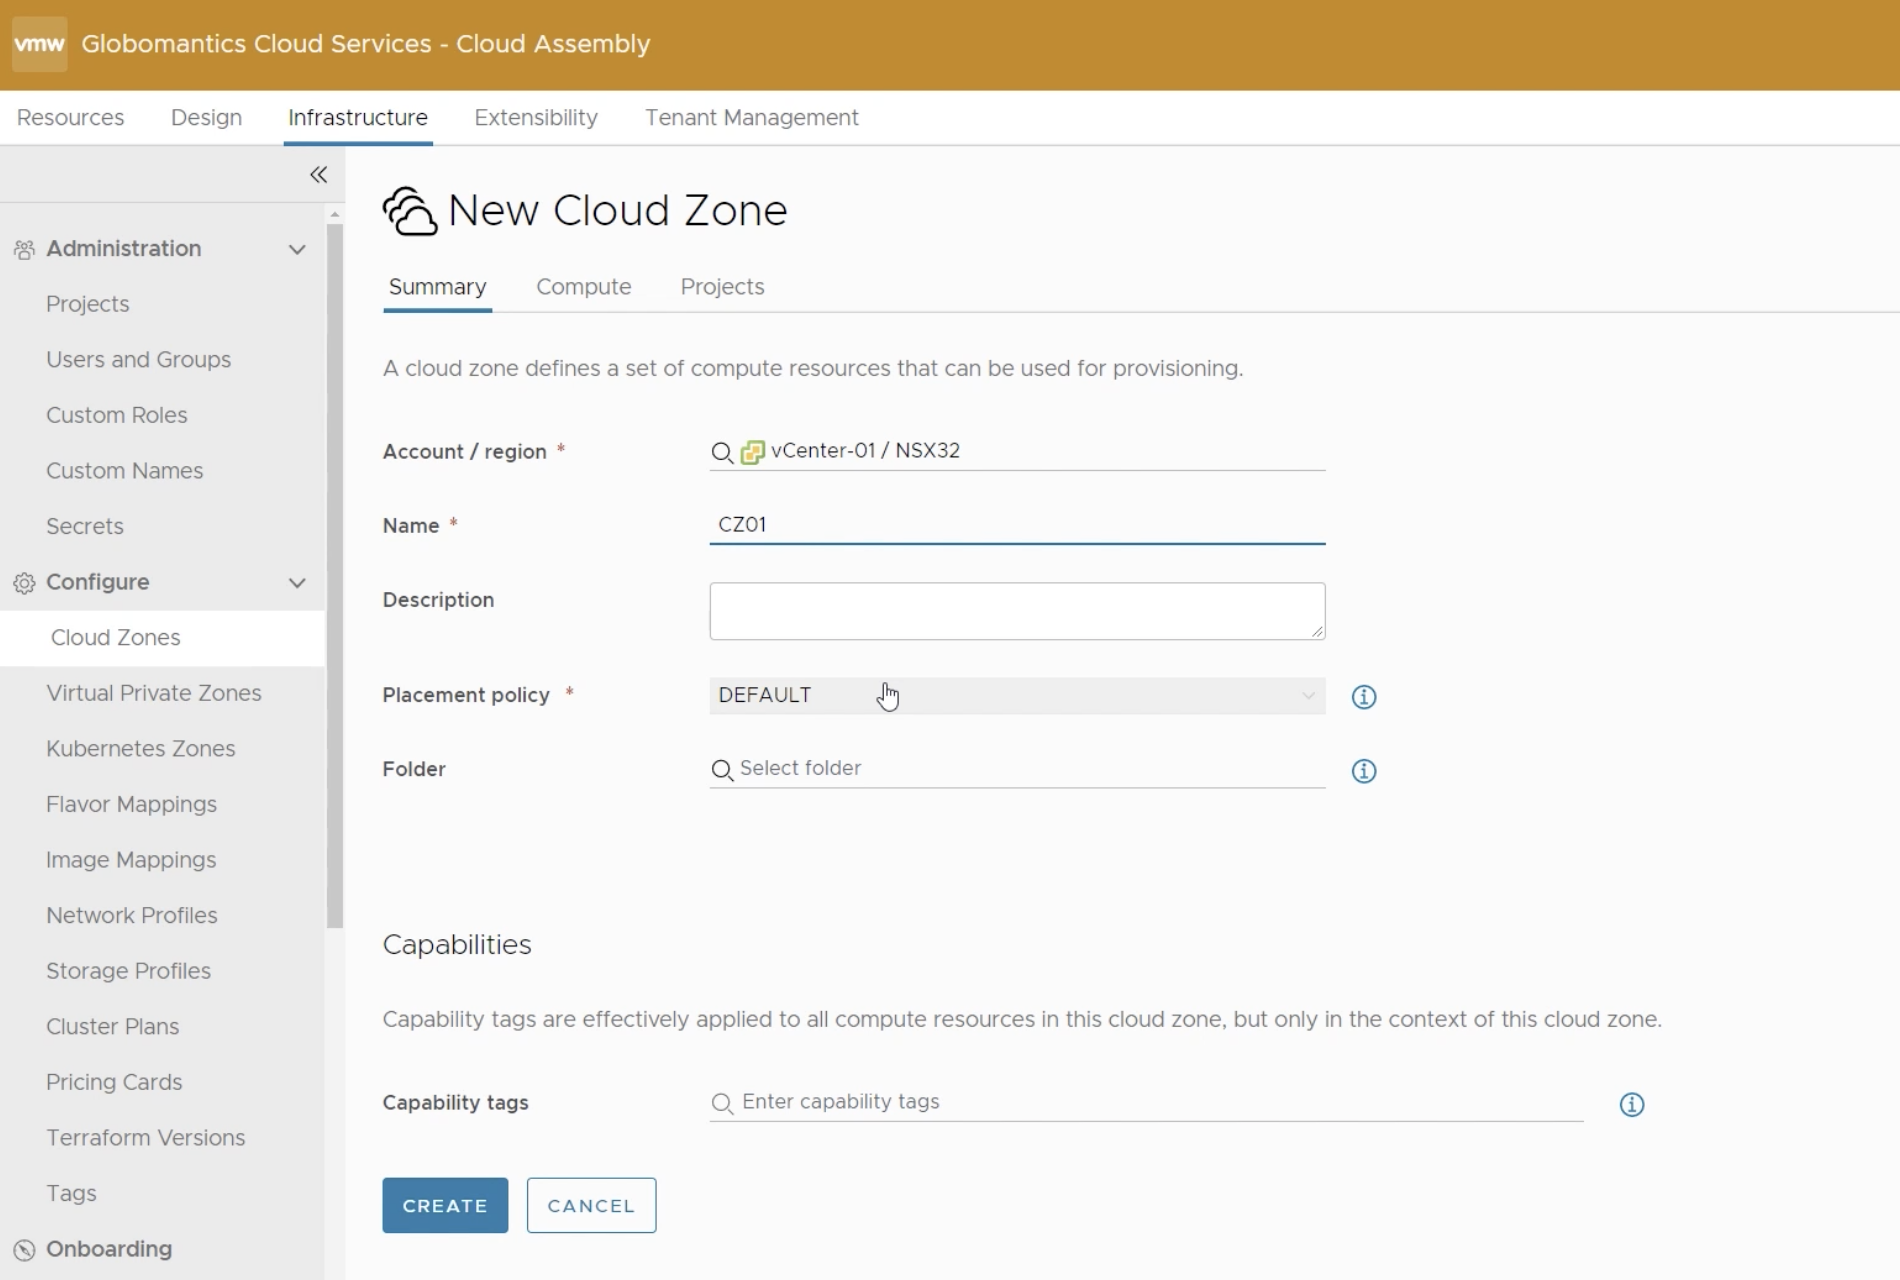 vmw Globomantics Cloud Services - Cloud Assembly
Resources Design Infrastructure Extensibility Tenant Management
Administration
Projects
Users and Groups
Custom Roles
Custom Names
Secrets
Configure
Cloud Zones
Virtual Private Zones
Kubernetes Zones
Flavor Mappings
Image Mappings
Network Profiles
Storage Profiles
Cluster Plans
Pricing Cards
Terraform Versions
Tags
Onboarding
New Cloud Zone
Summary Compute Projects
A cloud zone defines a set of compute resources that can be used for provisioning.
Account / region * vCenter-01 / NSX32
Name * CZ01
Description
Placement policy * DEFAULT
Folder Select folder
Capabilities
Capability tags are effectively applied to all compute resources in this cloud zone, but only in the context of this cloud zone.
Capability tags Enter capability tags
CREATE CANCEL